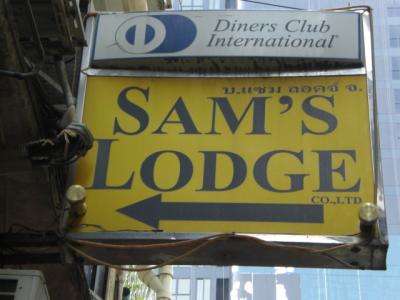 Diners Club
International®
บ.แซม ลอดจ์ จ.
SAM'S
LODGE
CO.,LTD